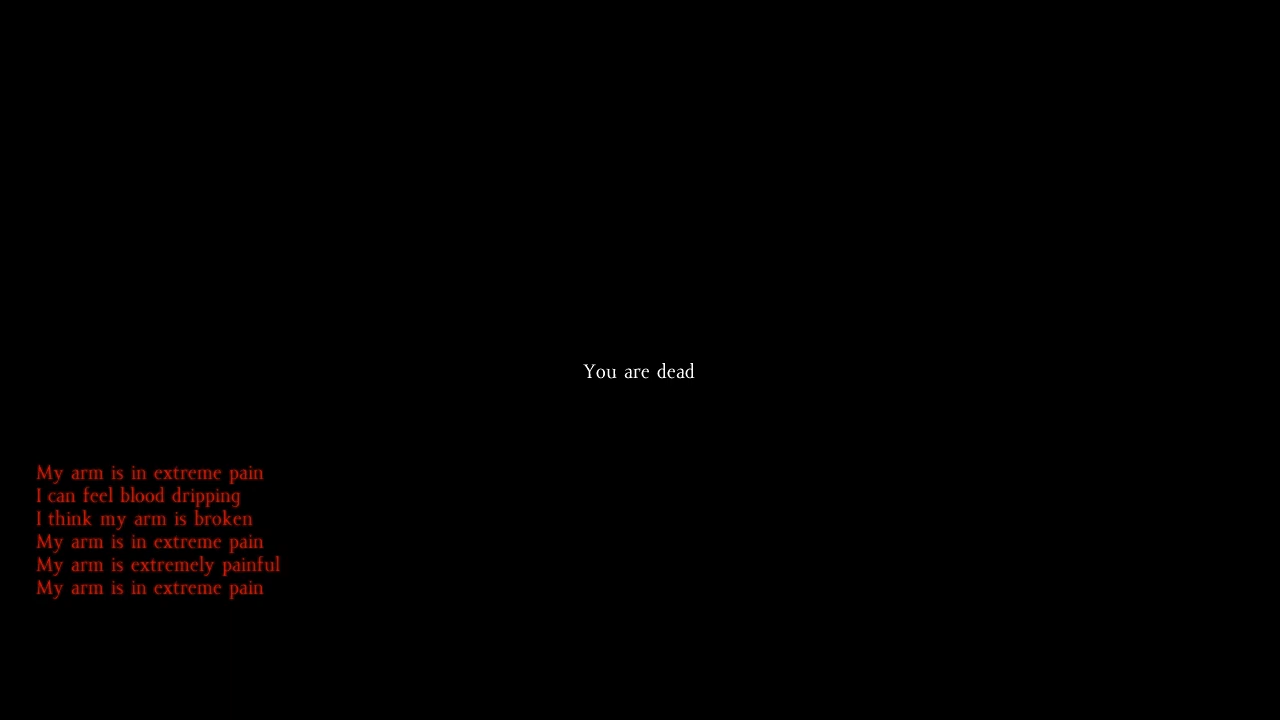 You are dead
My arm is in extreme pain
I can feel blood dripping
I think my arm is broken
My arm is in extreme pain
My arm is extremely painful
My arm is in extreme pain